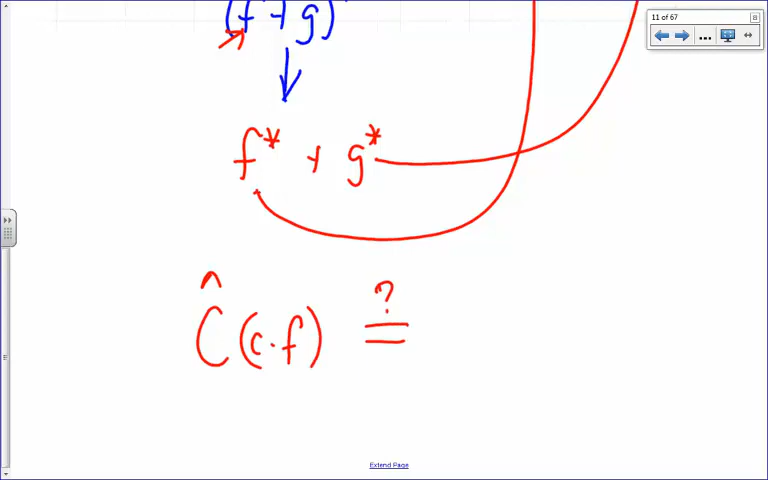 11 of 67
(f + g)
f* + g*
Ĉ(c·f) ≟
Extend Page